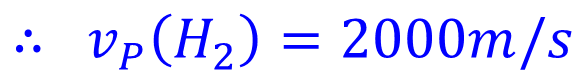 ∴ v_P(H_2) = 2000m/s